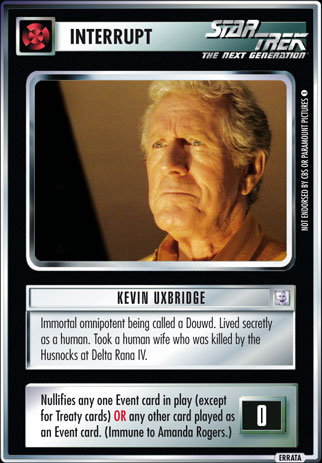 INTERRUPT
STAR TREK
THE NEXT GENERATION
NOT ENDORSED BY CBS OR PARAMOUNT PICTURES
KEVIN UXBRIDGE
Immortal omnipotent being called a Douwd. Lived secretly
as a human. Took a human wife who was killed by the
Husnocks at Delta Rana IV.
Nullifies any one Event card in play (except
for Treaty cards) OR any other card played as
an Event card. (Immune to Amanda Rogers.)
0
ERRATA